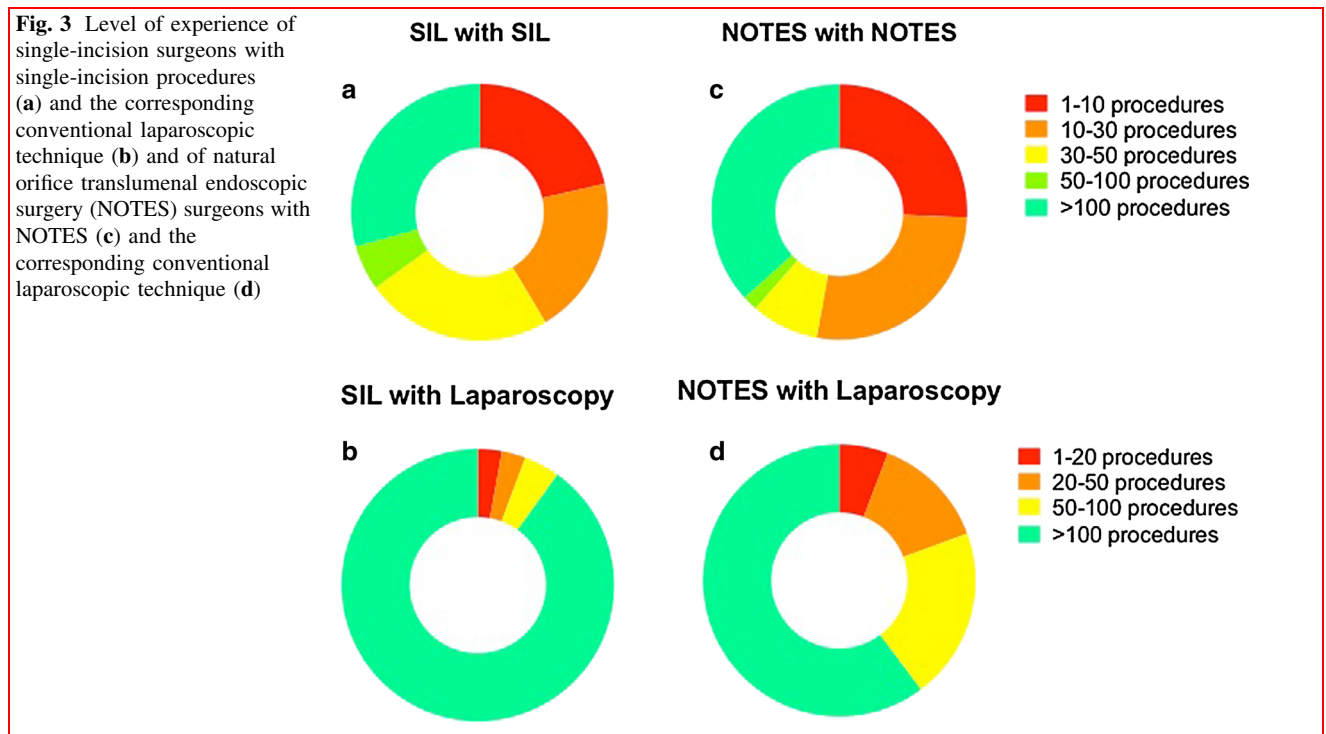 Fig. 3 Level of experience of
single-incision surgeons with
single-incision procedures
(a) and the corresponding
conventional laparoscopic
technique (b) and of natural
orifice translumenal endoscopic
surgery (NOTES) surgeons with
NOTES (c) and the
corresponding conventional
laparoscopic technique (d)
SIL with SIL
a
NOTES with NOTES
c
1-10 procedures
10-30 procedures
30-50 procedures
50-100 procedures
>100 procedures
SIL with Laparoscopy
b
NOTES with Laparoscopy
d
1-20 procedures
20-50 procedures
50-100 procedures
>100 procedures